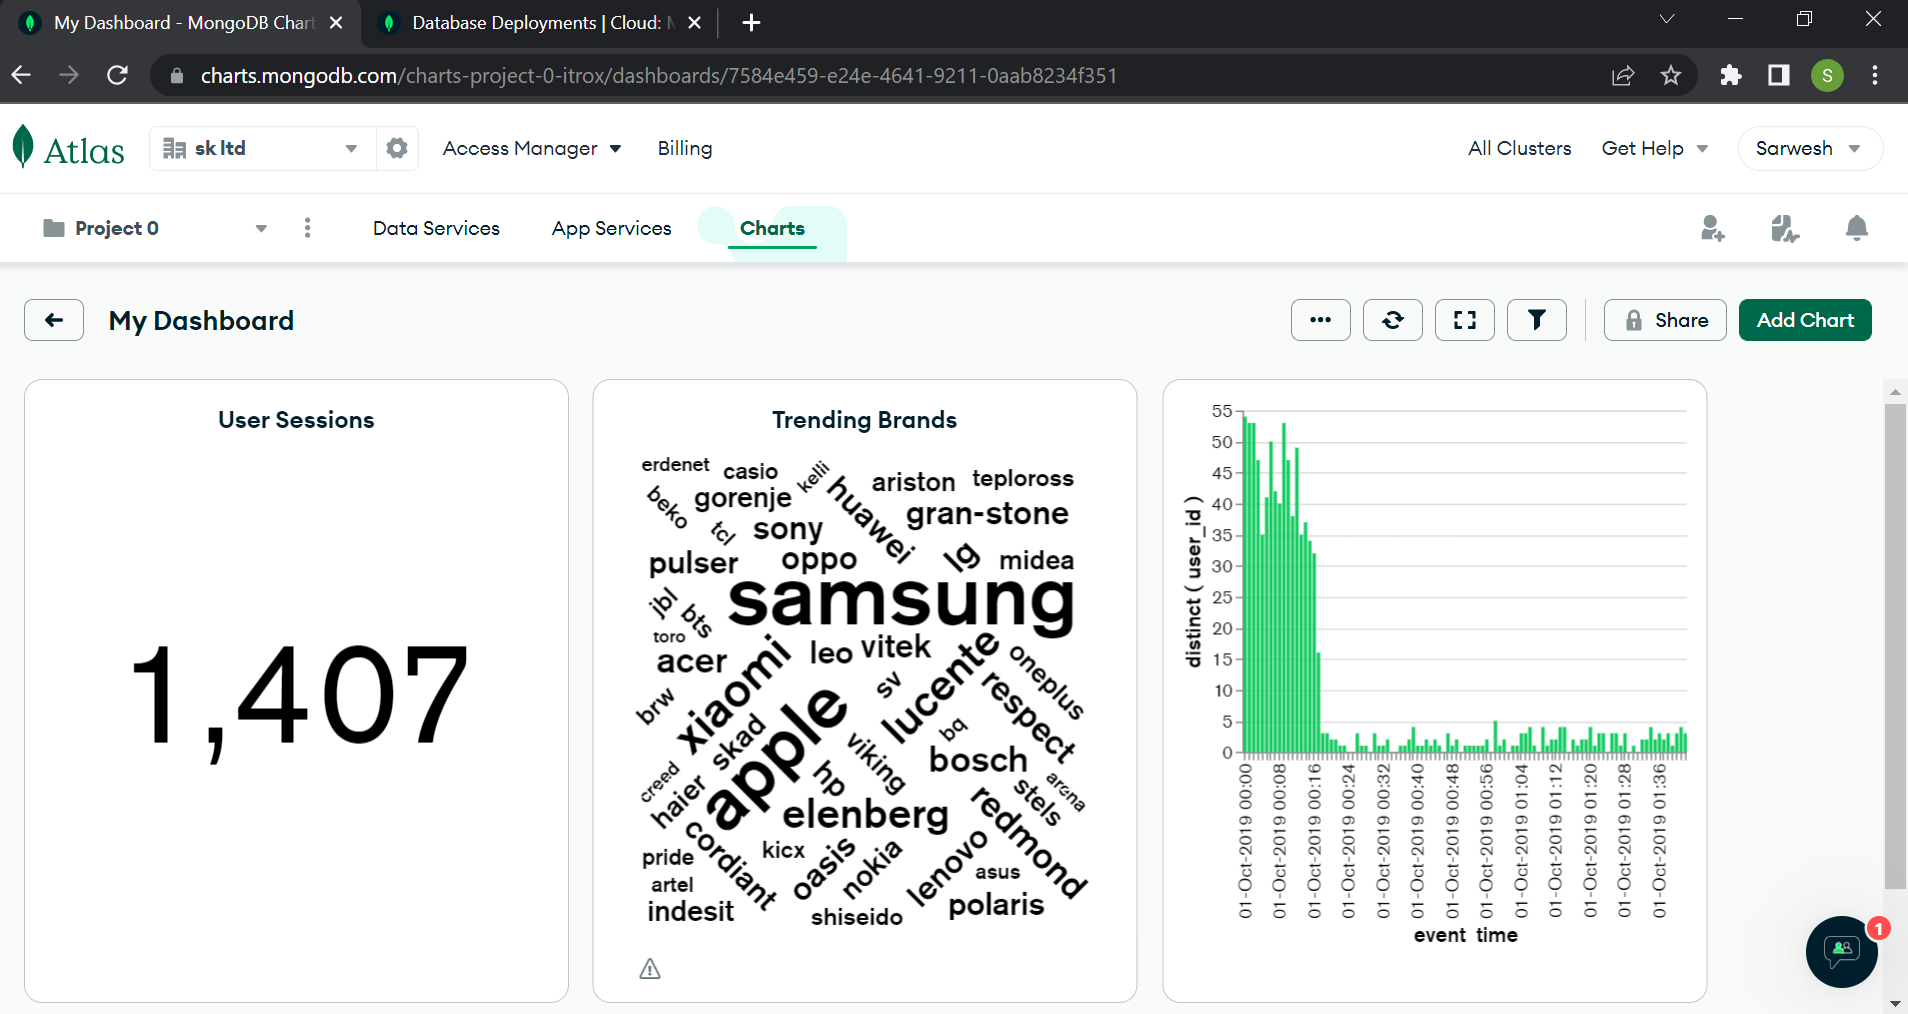 My Dashboard - MongoDB Chart
Database Deployments | Cloud: M
charts.mongodb.com/charts-project-0-itrox/dashboards/7584e459-e24e-4641-9211-0aab8234f351
S
Atlas
sk ltd
Access Manager
Billing
All Clusters
Get Help
Sarwesh
Project 0
Data Services
App Services
Charts
My Dashboard
Share
Add Chart
User Sessions
1,407
Trending Brands
erdenet
casio
kelli
ariston
teploross
beko
gorenje
huawei
gran-stone
tcl
sony
pulser
oppo
lg
midea
samsung
jbl
bts
toro
acer
xiaomi
leo
vitek
lucente
oneplus
brw
sv
respect
skad
apple
viking
bq
bosch
creed
haier
hp
arena
stels
elenberg
redmond
cordiant
kicx
oasis
nokia
lenovo
pride
asus
artel
indesit
shiseido
polaris
55
50
45
40
35
30
25
20
15
10
5
0
distinct ( user_id )
01-Oct-2019 00:00
01-Oct-2019 00:08
01-Oct-2019 00:16
01-Oct-2019 00:24
01-Oct-2019 00:32
01-Oct-2019 00:40
01-Oct-2019 00:48
01-Oct-2019 00:56
01-Oct-2019 01:04
01-Oct-2019 01:12
01-Oct-2019 01:20
01-Oct-2019 01:28
01-Oct-2019 01:36
event time
1